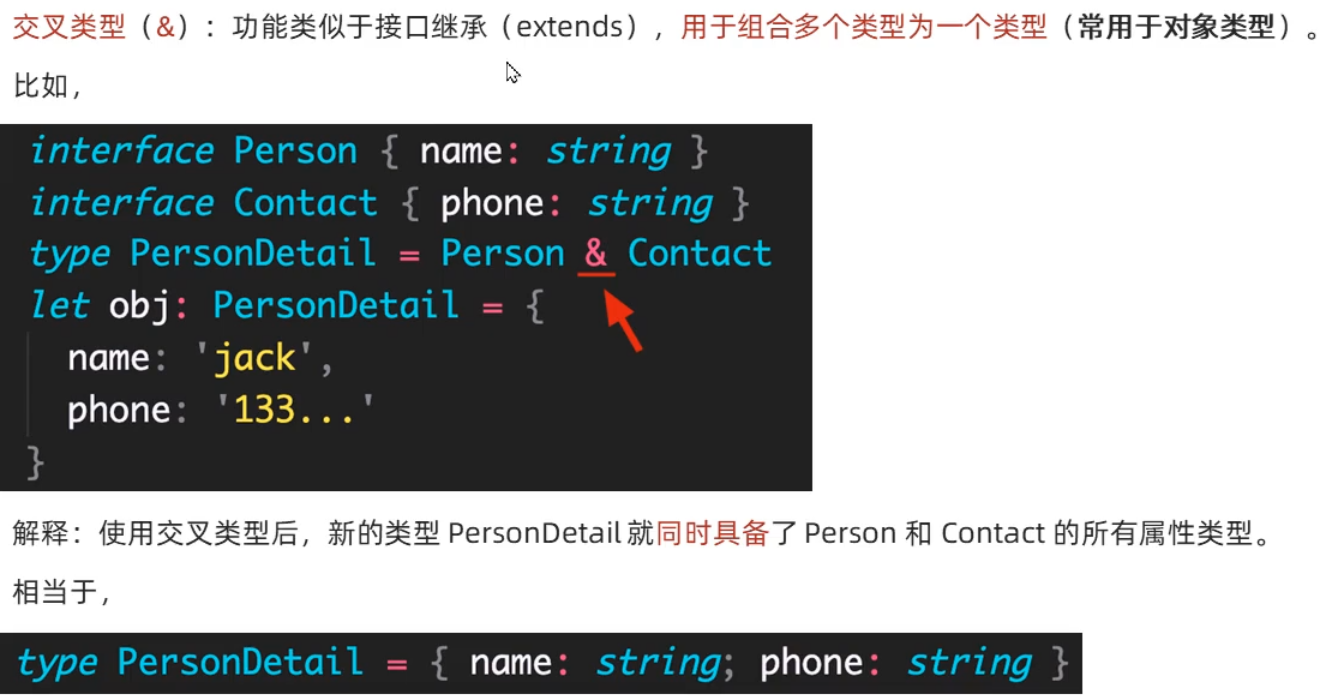 交叉类型（&）：功能类似于接口继承（extends），用于组合多个类型为一个类型（常用于对象类型）。
比如，
interface Person { name: string }
interface Contact { phone: string }
type PersonDetail = Person & Contact
let obj: PersonDetail = {
  name: 'jack',
  phone: '133...'
}
解释：使用交叉类型后，新的类型 PersonDetail 就同时具备了 Person 和 Contact 的所有属性类型。
相当于，
type PersonDetail = { name: string; phone: string }